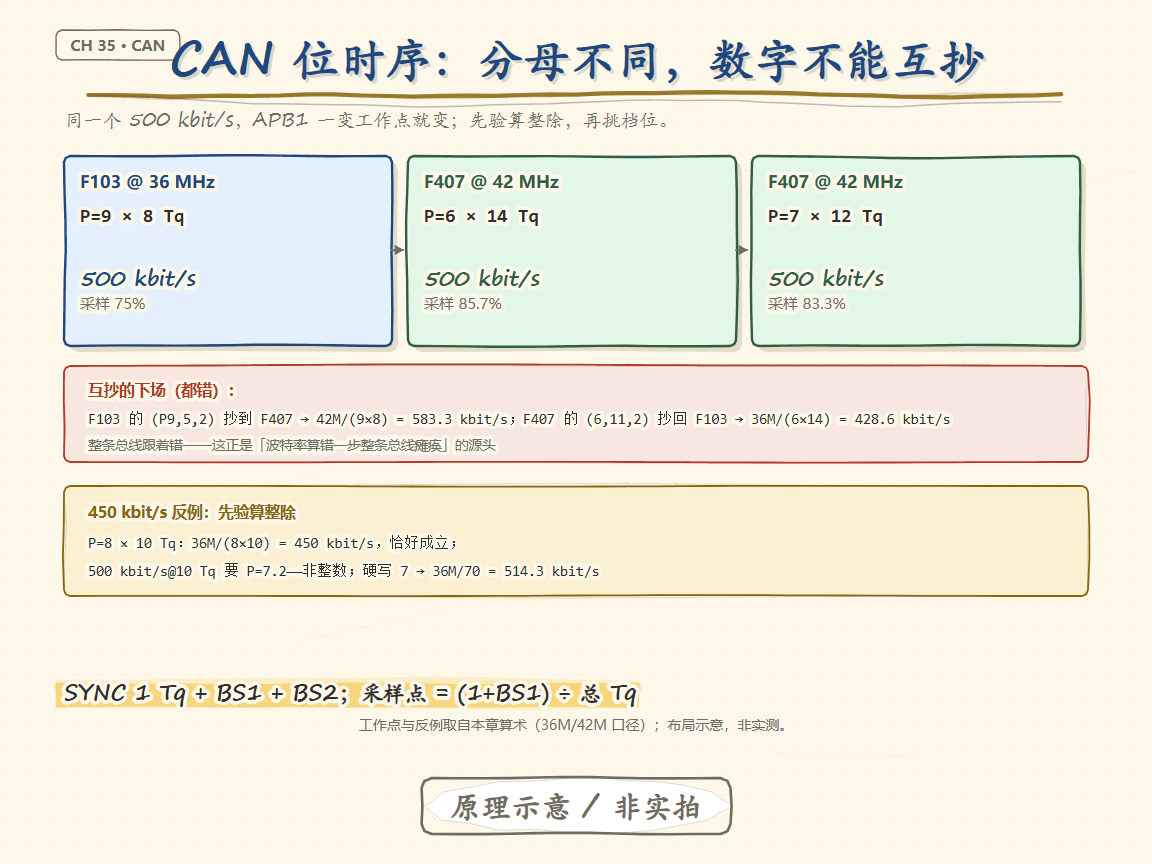 CH 35 • CAN
CAN 位时序：分母不同，数字不能互抄
同一个 500 kbit/s，APB1 一变工作点就变；先验算整除，再挑档位。
F103 @ 36 MHz
P=9 × 8 Tq
500 kbit/s
采样 75%
F407 @ 42 MHz
P=6 × 14 Tq
500 kbit/s
采样 85.7%
F407 @ 42 MHz
P=7 × 12 Tq
500 kbit/s
采样 83.3%
互抄的下场（都错）：
F103 的 (P9,5,2) 抄到 F407 → 42M/(9×8) = 583.3 kbit/s；F407 的 (6,11,2) 抄回 F103 → 36M/(6×14) = 428.6 kbit/s
整条总线跟着错——这正是「波特率算错一步整条总线瘫痪」的源头
450 kbit/s 反例：先验算整除
P=8 × 10 Tq：36M/(8×10) = 450 kbit/s，恰好成立；
500 kbit/s@10 Tq 要 P=7.2——非整数；硬写 7 → 36M/70 = 514.3 kbit/s
SYNC 1 Tq + BS1 + BS2；采样点 = (1+BS1) ÷ 总 Tq
工作点与反例取自本章算术（36M/42M 口径）；布局示意，非实测。
原理示意 / 非实拍